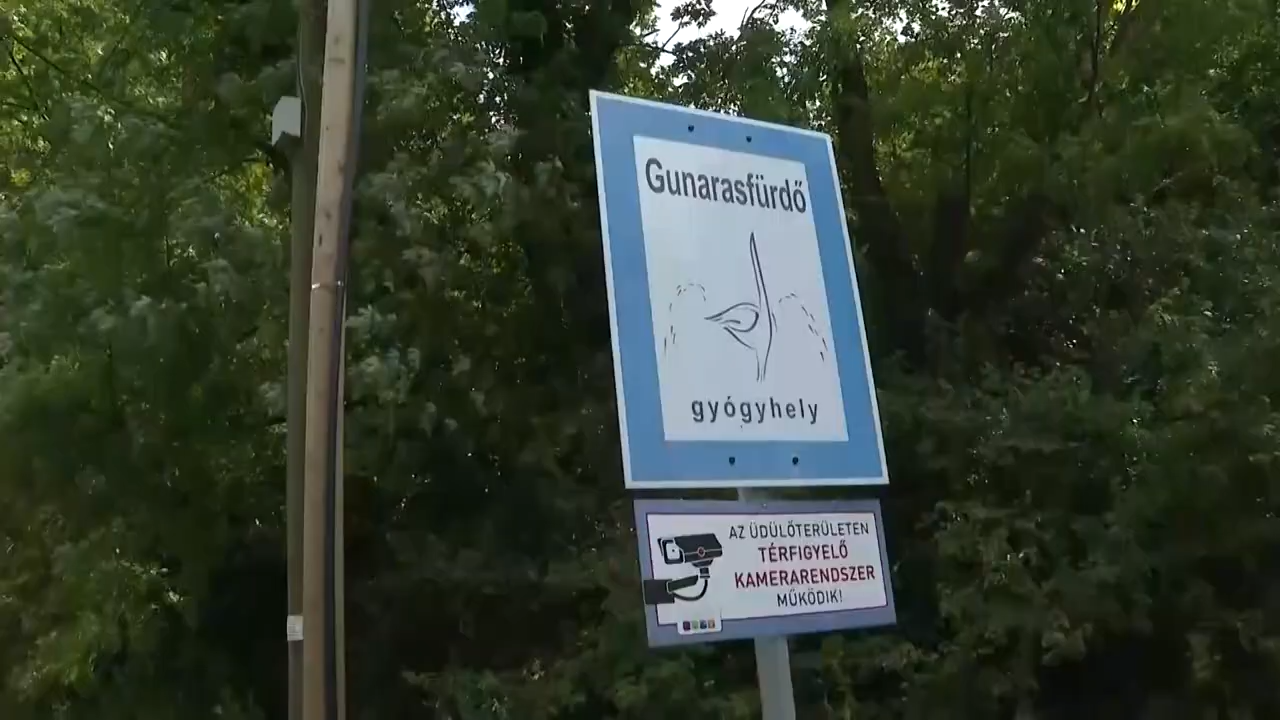 Gunarasfürdő
gyógyhely
AZ ÜDÜLŐTERÜLETEN
TÉRFIGYELŐ
KAMERARENDSZER
MŰKÖDIK!